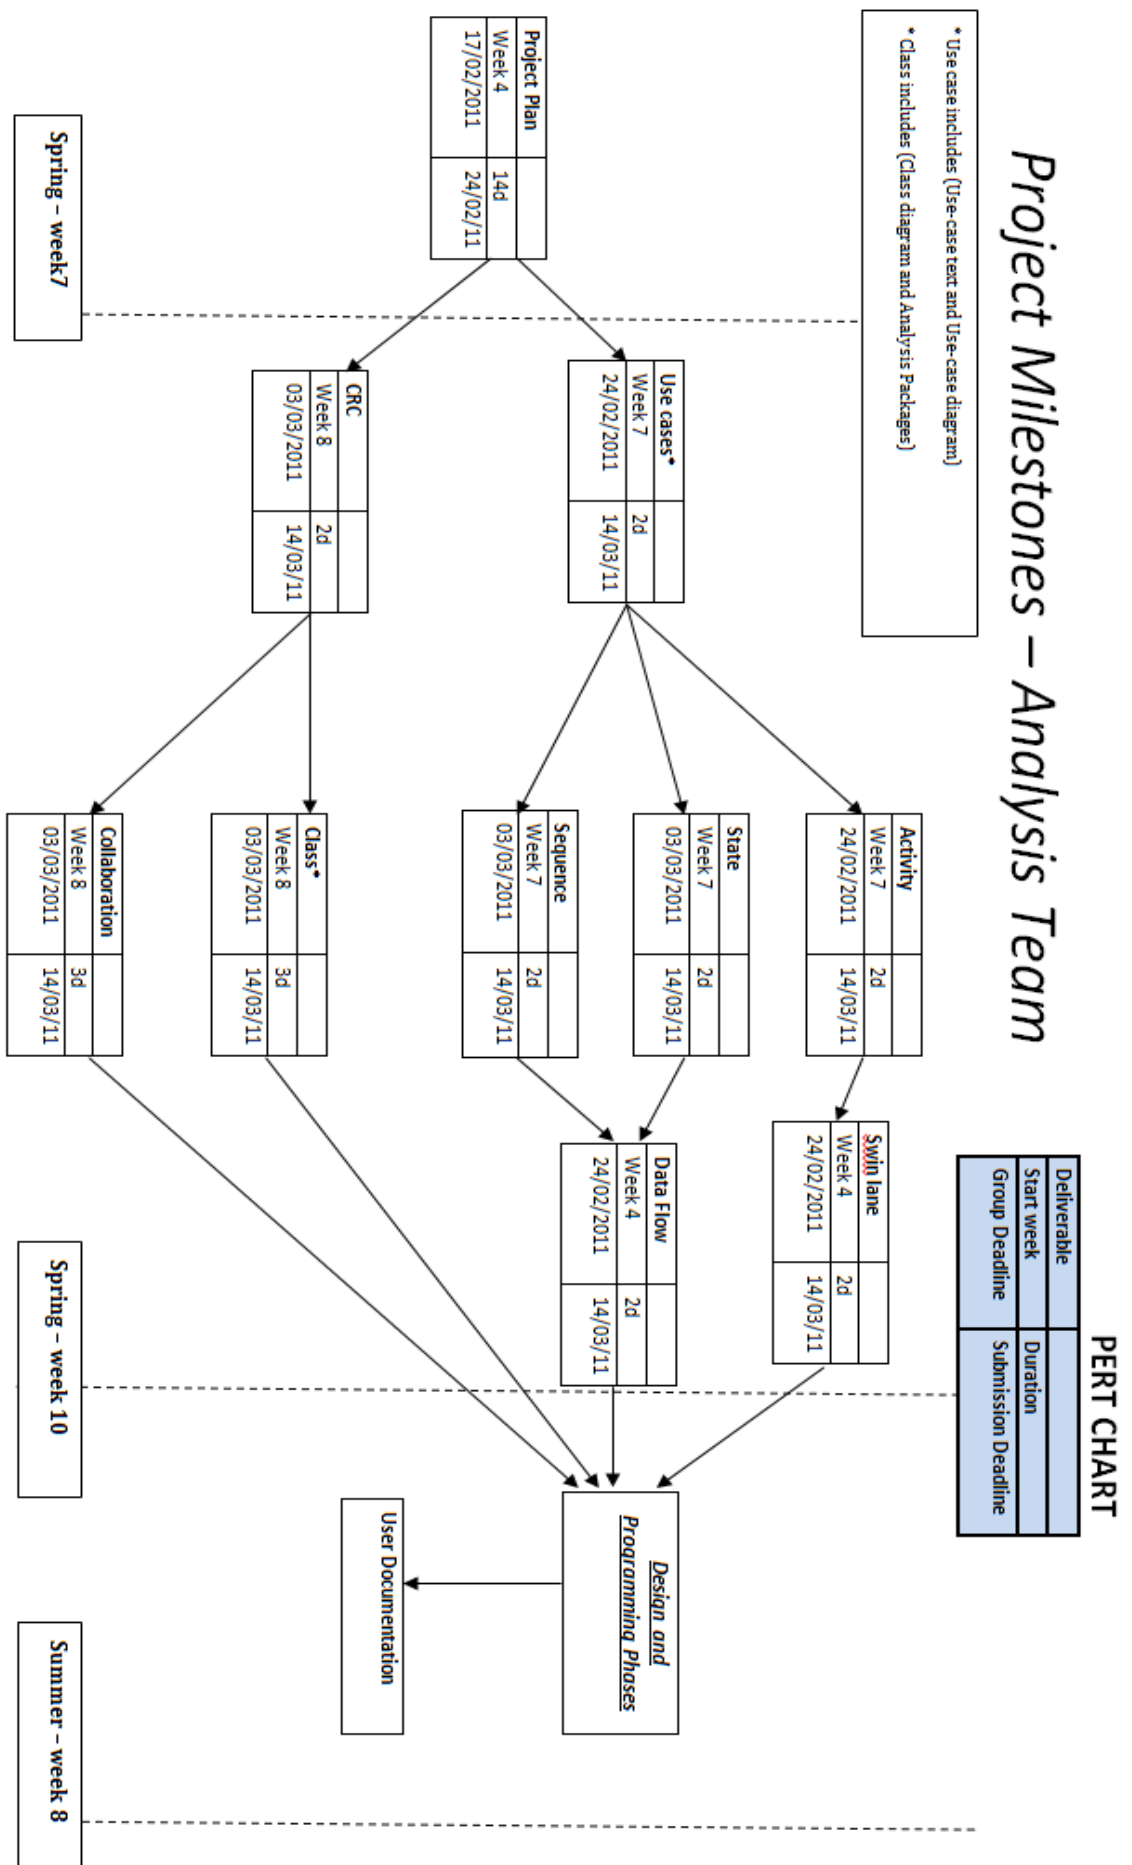 Project Milestones – Analysis Team
PERT CHART
* Use case includes (Use-case text and Use-case diagram)
* Class includes (Class diagram and Analysis Packages)
Deliverable
Start week Duration
Group Deadline Submission Deadline
Project Plan
Week 4 14d
17/02/2011 24/02/11
Use cases*
Week 7 2d
24/02/2011 14/03/11
CRC
Week 8 2d
03/03/2011 14/03/11
Activity
Week 7 2d
24/02/2011 14/03/11
State
Week 7 2d
03/03/2011 14/03/11
Sequence
Week 7 2d
03/03/2011 14/03/11
Class*
Week 8 3d
03/03/2011 14/03/11
Collaboration
Week 8 3d
03/03/2011 14/03/11
Swin lane
Week 4 2d
24/02/2011 14/03/11
Data Flow
Week 4 2d
24/02/2011 14/03/11
Design and
Programming Phases
User Documentation
Spring – week7
Spring – week 10
Summer – week 8